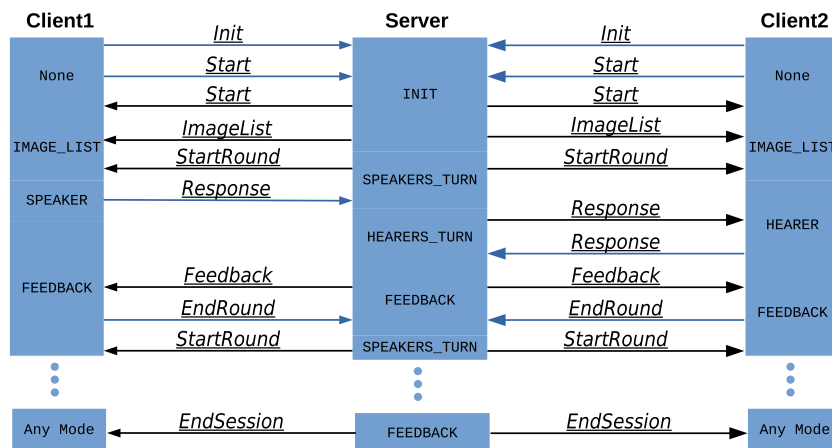 Client1 Server Client2
Init Init
None Start Start None
Start INIT Start
ImageList ImageList
IMAGE_LIST StartRound StartRound IMAGE_LIST
SPEAKERS_TURN
SPEAKER Response
Response HEARER
HEARERS_TURN Response
Feedback Feedback
FEEDBACK FEEDBACK
EndRound EndRound FEEDBACK
StartRound SPEAKERS_TURN StartRound
Any Mode EndSession FEEDBACK EndSession Any Mode